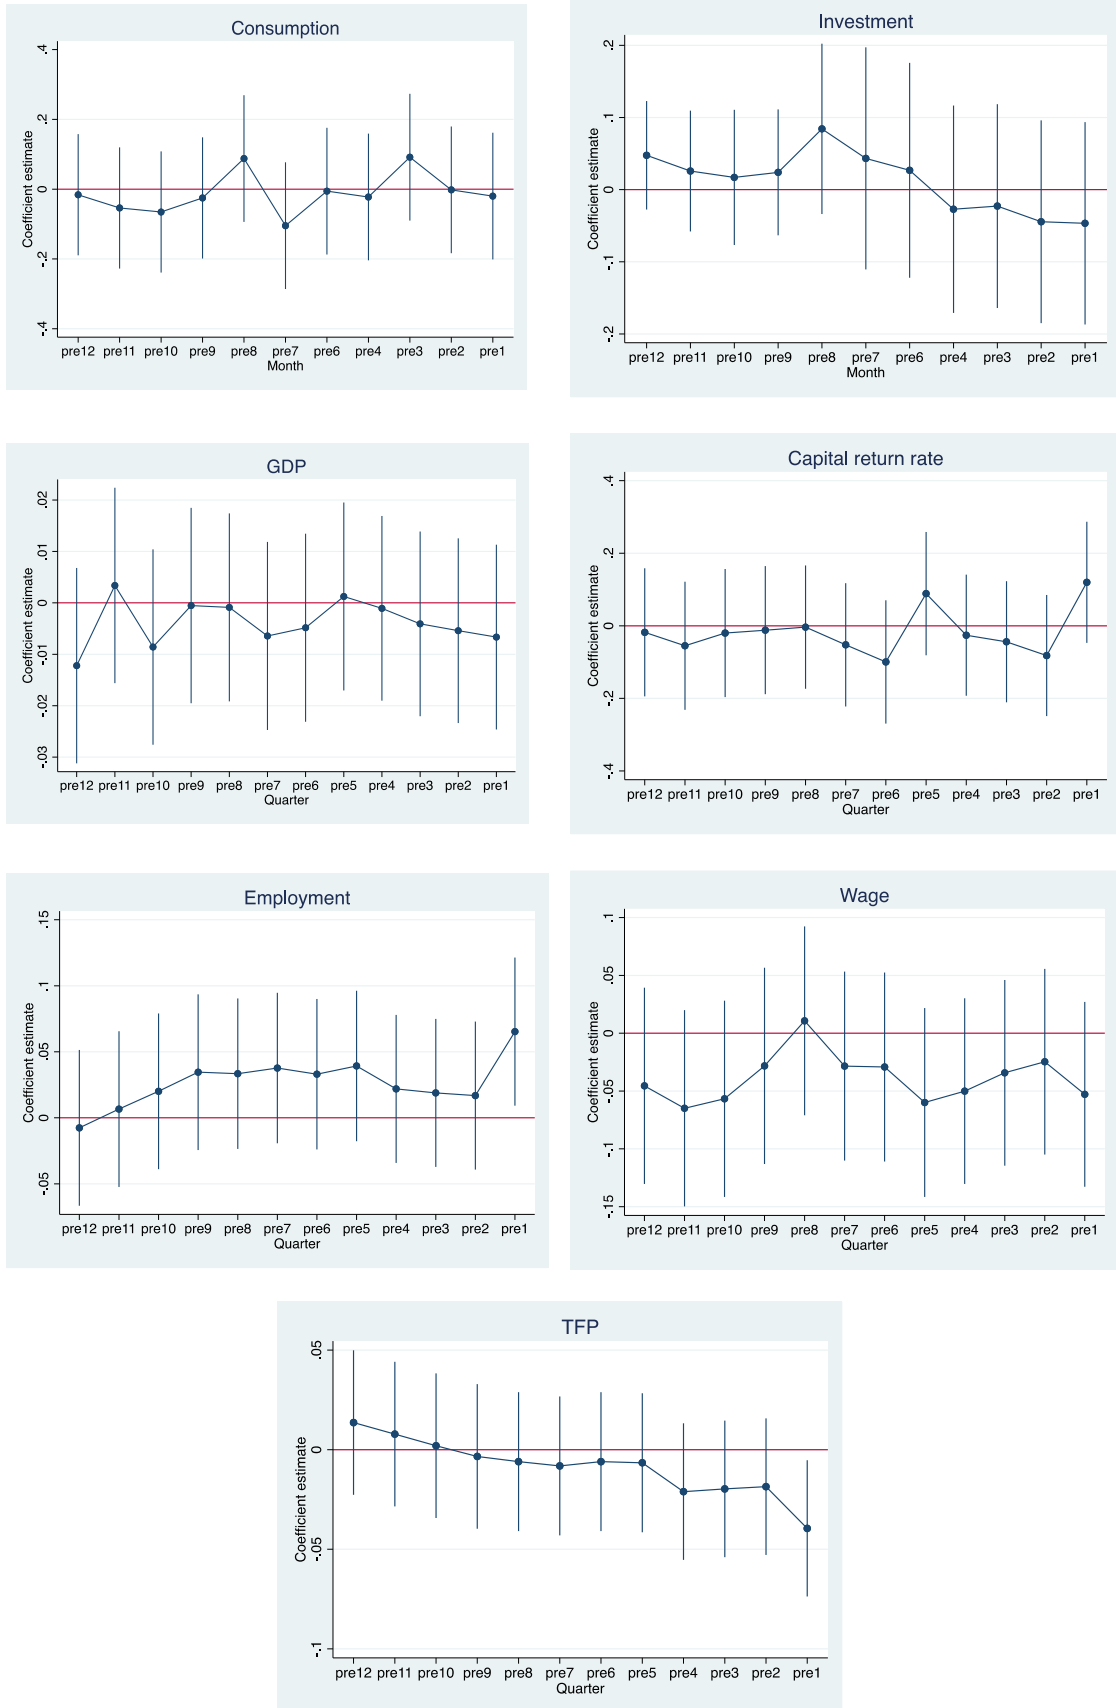 Consumption
Coefficient estimate
.4
.2
0
-.2
-.4
pre12 pre11 pre10 pre9 pre8 pre7 pre6 pre4 pre3 pre2 pre1
Month
Investment
Coefficient estimate
.2
.1
0
-.1
-.2
pre12 pre11 pre10 pre9 pre8 pre7 pre6 pre4 pre3 pre2 pre1
Month
GDP
Coefficient estimate
.02
.01
0
-.01
-.02
-.03
pre12 pre11 pre10 pre9 pre8 pre7 pre6 pre5 pre4 pre3 pre2 pre1
Quarter
Capital return rate
Coefficient estimate
.4
.2
0
-.2
-.4
pre12 pre11 pre10 pre9 pre8 pre7 pre6 pre5 pre4 pre3 pre2 pre1
Quarter
Employment
Coefficient estimate
.15
.1
.05
0
-.05
pre12 pre11 pre10 pre9 pre8 pre7 pre6 pre5 pre4 pre3 pre2 pre1
Quarter
Wage
Coefficient estimate
.1
.05
0
-.05
-.1
-.15
pre12 pre11 pre10 pre9 pre8 pre7 pre6 pre5 pre4 pre3 pre2 pre1
Quarter
TFP
Coefficient estimate
.05
0
-.05
-.1
pre12 pre11 pre10 pre9 pre8 pre7 pre6 pre5 pre4 pre3 pre2 pre1
Quarter